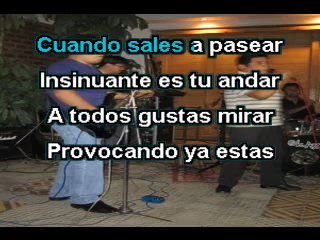 Cuando sales a pasear
Insinuante es tu andar
A todos gustas mirar
Provocando ya estas